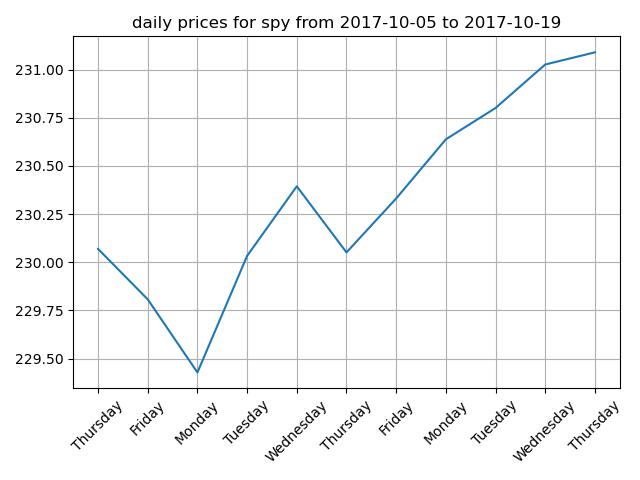 daily prices for spy from 2017-10-05 to 2017-10-19
231.00
230.75
230.50
230.25
230.00
229.75
229.50
Thursday
Friday
Monday
Tuesday
Wednesday
Thursday
Friday
Monday
Tuesday
Wednesday
Thursday